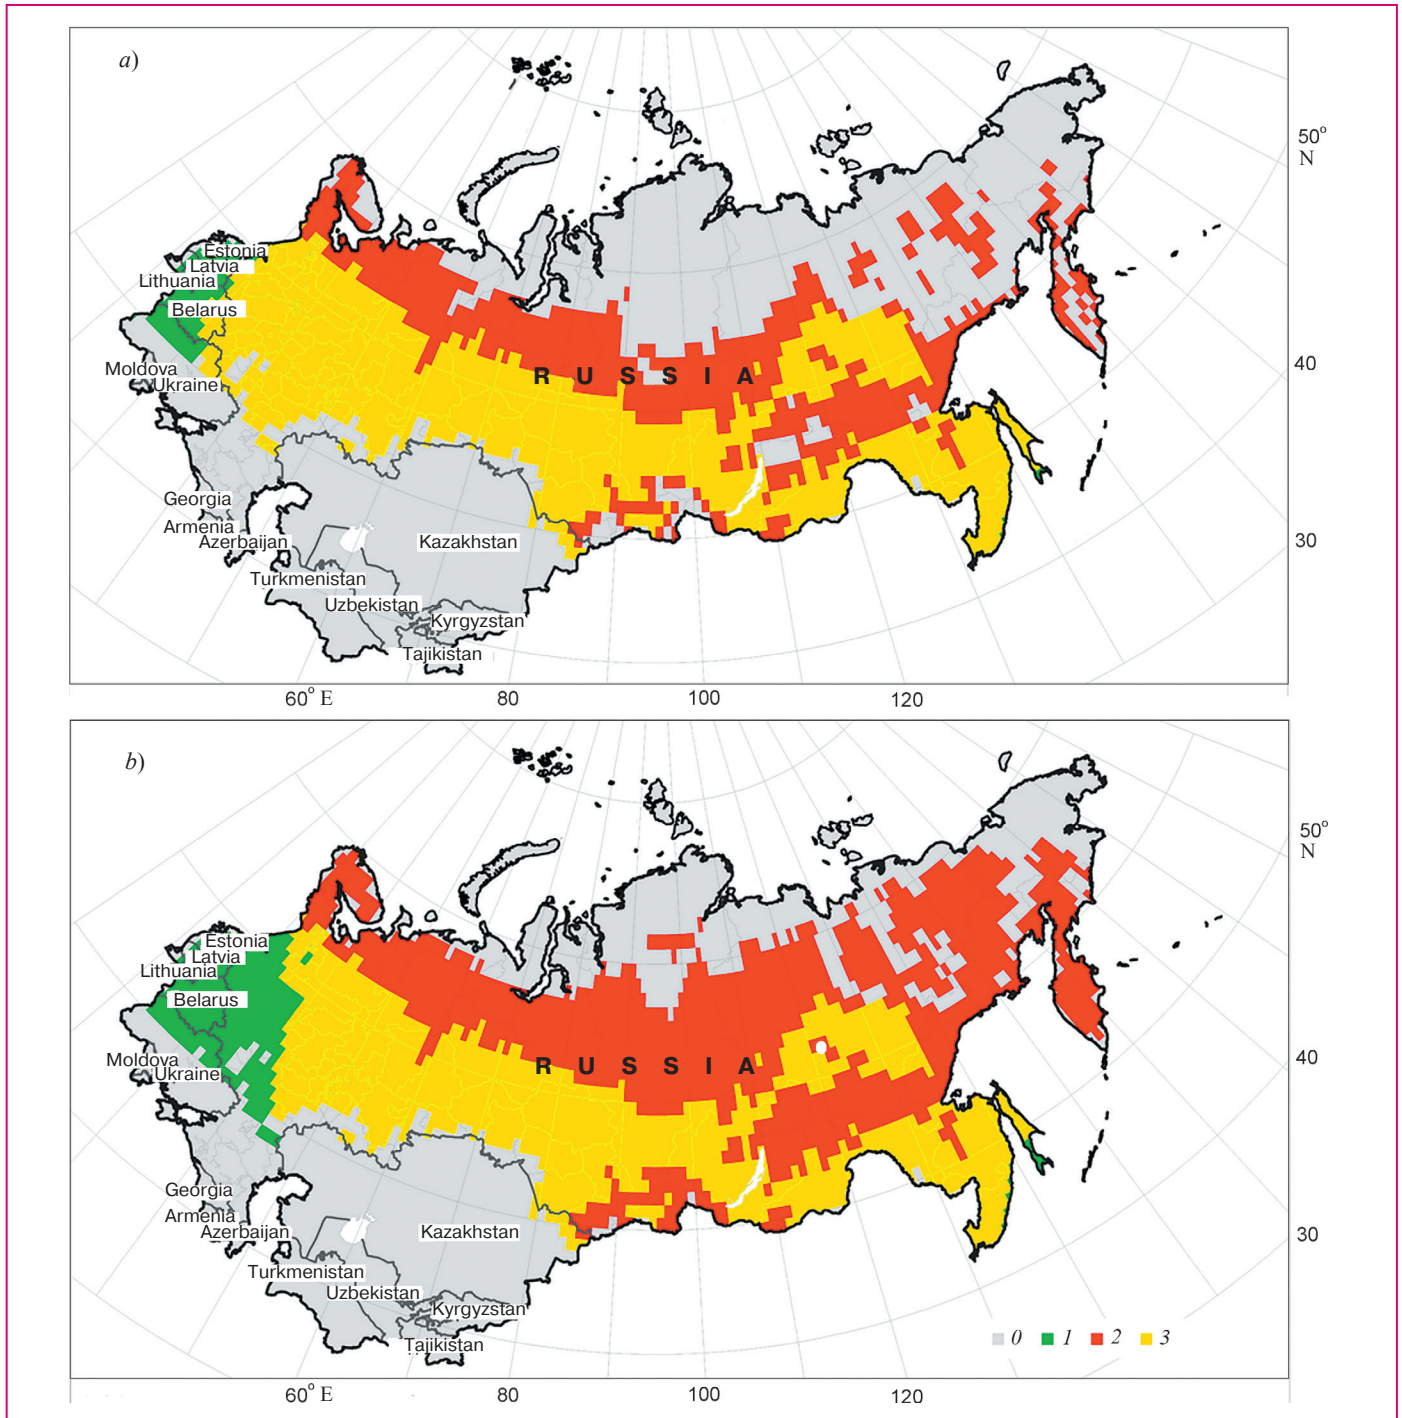 a)
50° N
Estonia
Latvia
Lithuania
Belarus
40
Moldova
Ukraine
R U S S I A
Georgia
Armenia
Azerbaijan
Kazakhstan
30
Turkmenistan
Uzbekistan
Kyrgyzstan
Tajikistan
60° E 80 100 120
b)
50° N
Estonia
Latvia
Lithuania
Belarus
40
Moldova
Ukraine
R U S S I A
Georgia
Armenia
Azerbaijan
Kazakhstan
30
Turkmenistan
Uzbekistan
Kyrgyzstan
Tajikistan
0 1 2 3
60° E 80 100 120